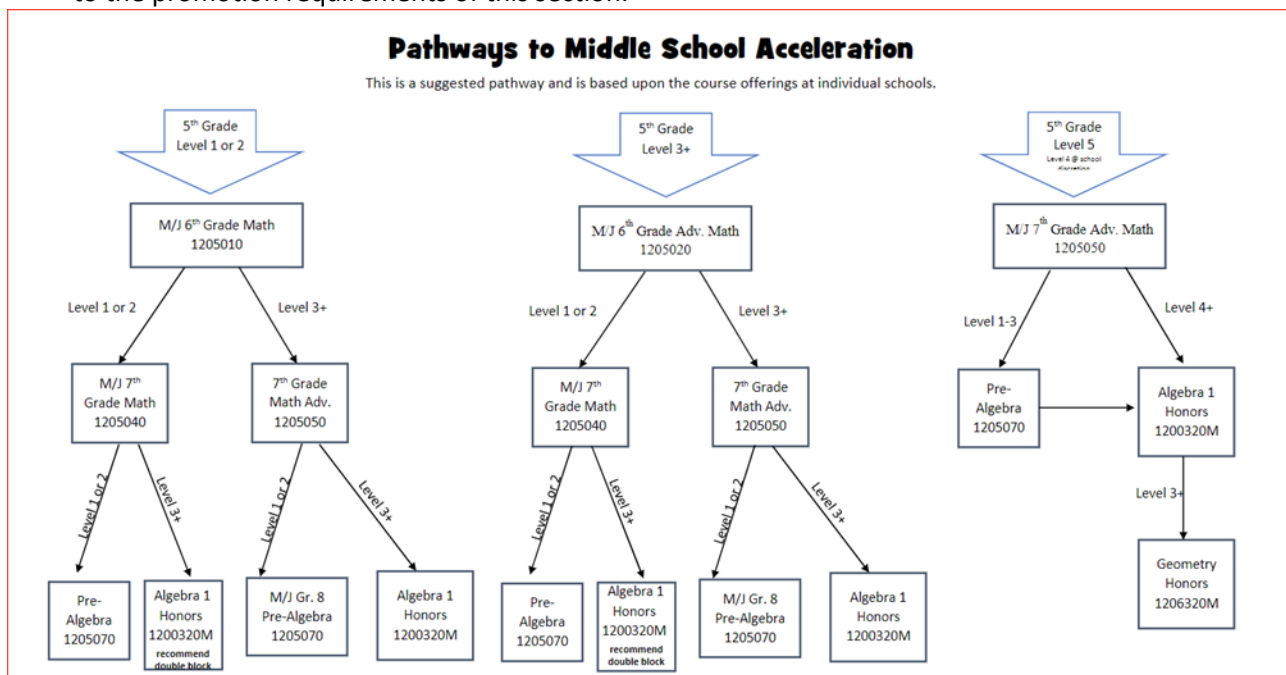 to the promotion requirements of this section.
Pathways to Middle School Acceleration
This is a suggested pathway and is based upon the course offerings at individual schools.
5th Grade
Level 1 or 2
5th Grade
Level 3+
5th Grade
Level 5
Level 4 @ school
discretion
M/J 6th Grade Math
1205010
M/J 6th Grade Adv. Math
1205020
M/J 7th Grade Adv. Math
1205050
Level 1 or 2
Level 3+
Level 1 or 2
Level 3+
Level 1-3
Level 4+
M/J 7th
Grade Math
1205040
7th Grade
Math Adv.
1205050
M/J 7th
Grade Math
1205040
7th Grade
Math Adv.
1205050
Pre-
Algebra
1205070
Algebra 1
Honors
1200320M
Level 1 or 2
Level 3+
Level 1 or 2
Level 3+
Level 1 or 2
Level 3+
Level 1 or 2
Level 3+
Level 3+
Pre-
Algebra
1205070
Algebra 1
Honors
1200320M
recommend
double block
M/J Gr. 8
Pre-Algebra
1205070
Algebra 1
Honors
1200320M
Pre-
Algebra
1205070
Algebra 1
Honors
1200320M
recommend
double block
M/J Gr. 8
Pre-Algebra
1205070
Algebra 1
Honors
1200320M
Geometry
Honors
1206320M